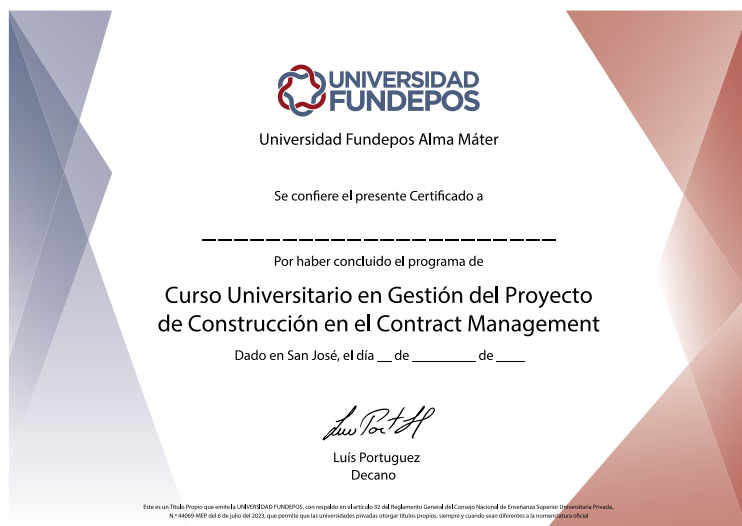 UNIVERSIDAD
FUNDEPOS
Universidad Fundepos Alma Máter
Se confiere el presente Certificado a
Por haber concluido el programa de
Curso Universitario en Gestión del Proyecto
de Construcción en el Contract Management
Dado en San José, el día __ de ________ de ____
Luís Portuguez
Decano
Este es un Título Propio que emite la UNIVERSIDAD FUNDEPOS, con respaldo en el artículo 32 del Reglamento General del Consejo Nacional de Enseñanza Superior Universitaria Privada,
N.º 44069-MEP del 6 de julio del 2023, que permite que las universidades privadas otorgar títulos propios, siempre y cuando sean diferentes a la nomenclatura oficial